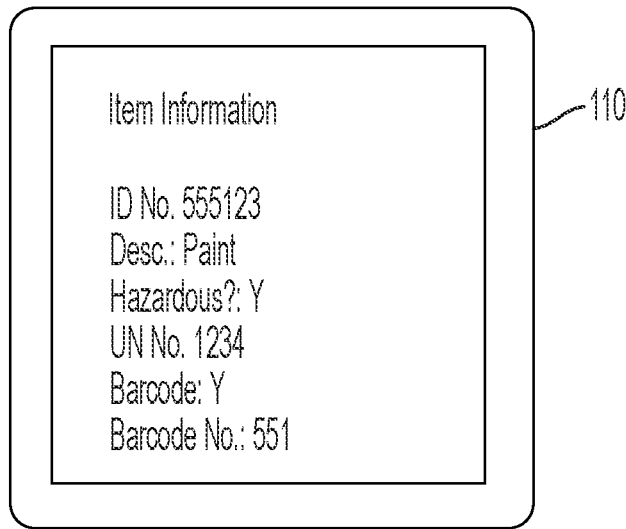 Item Information
110
ID No. 555123
Desc.: Paint
Hazardous?: Y
UN No. 1234
Barcode: Y
Barcode No.: 551